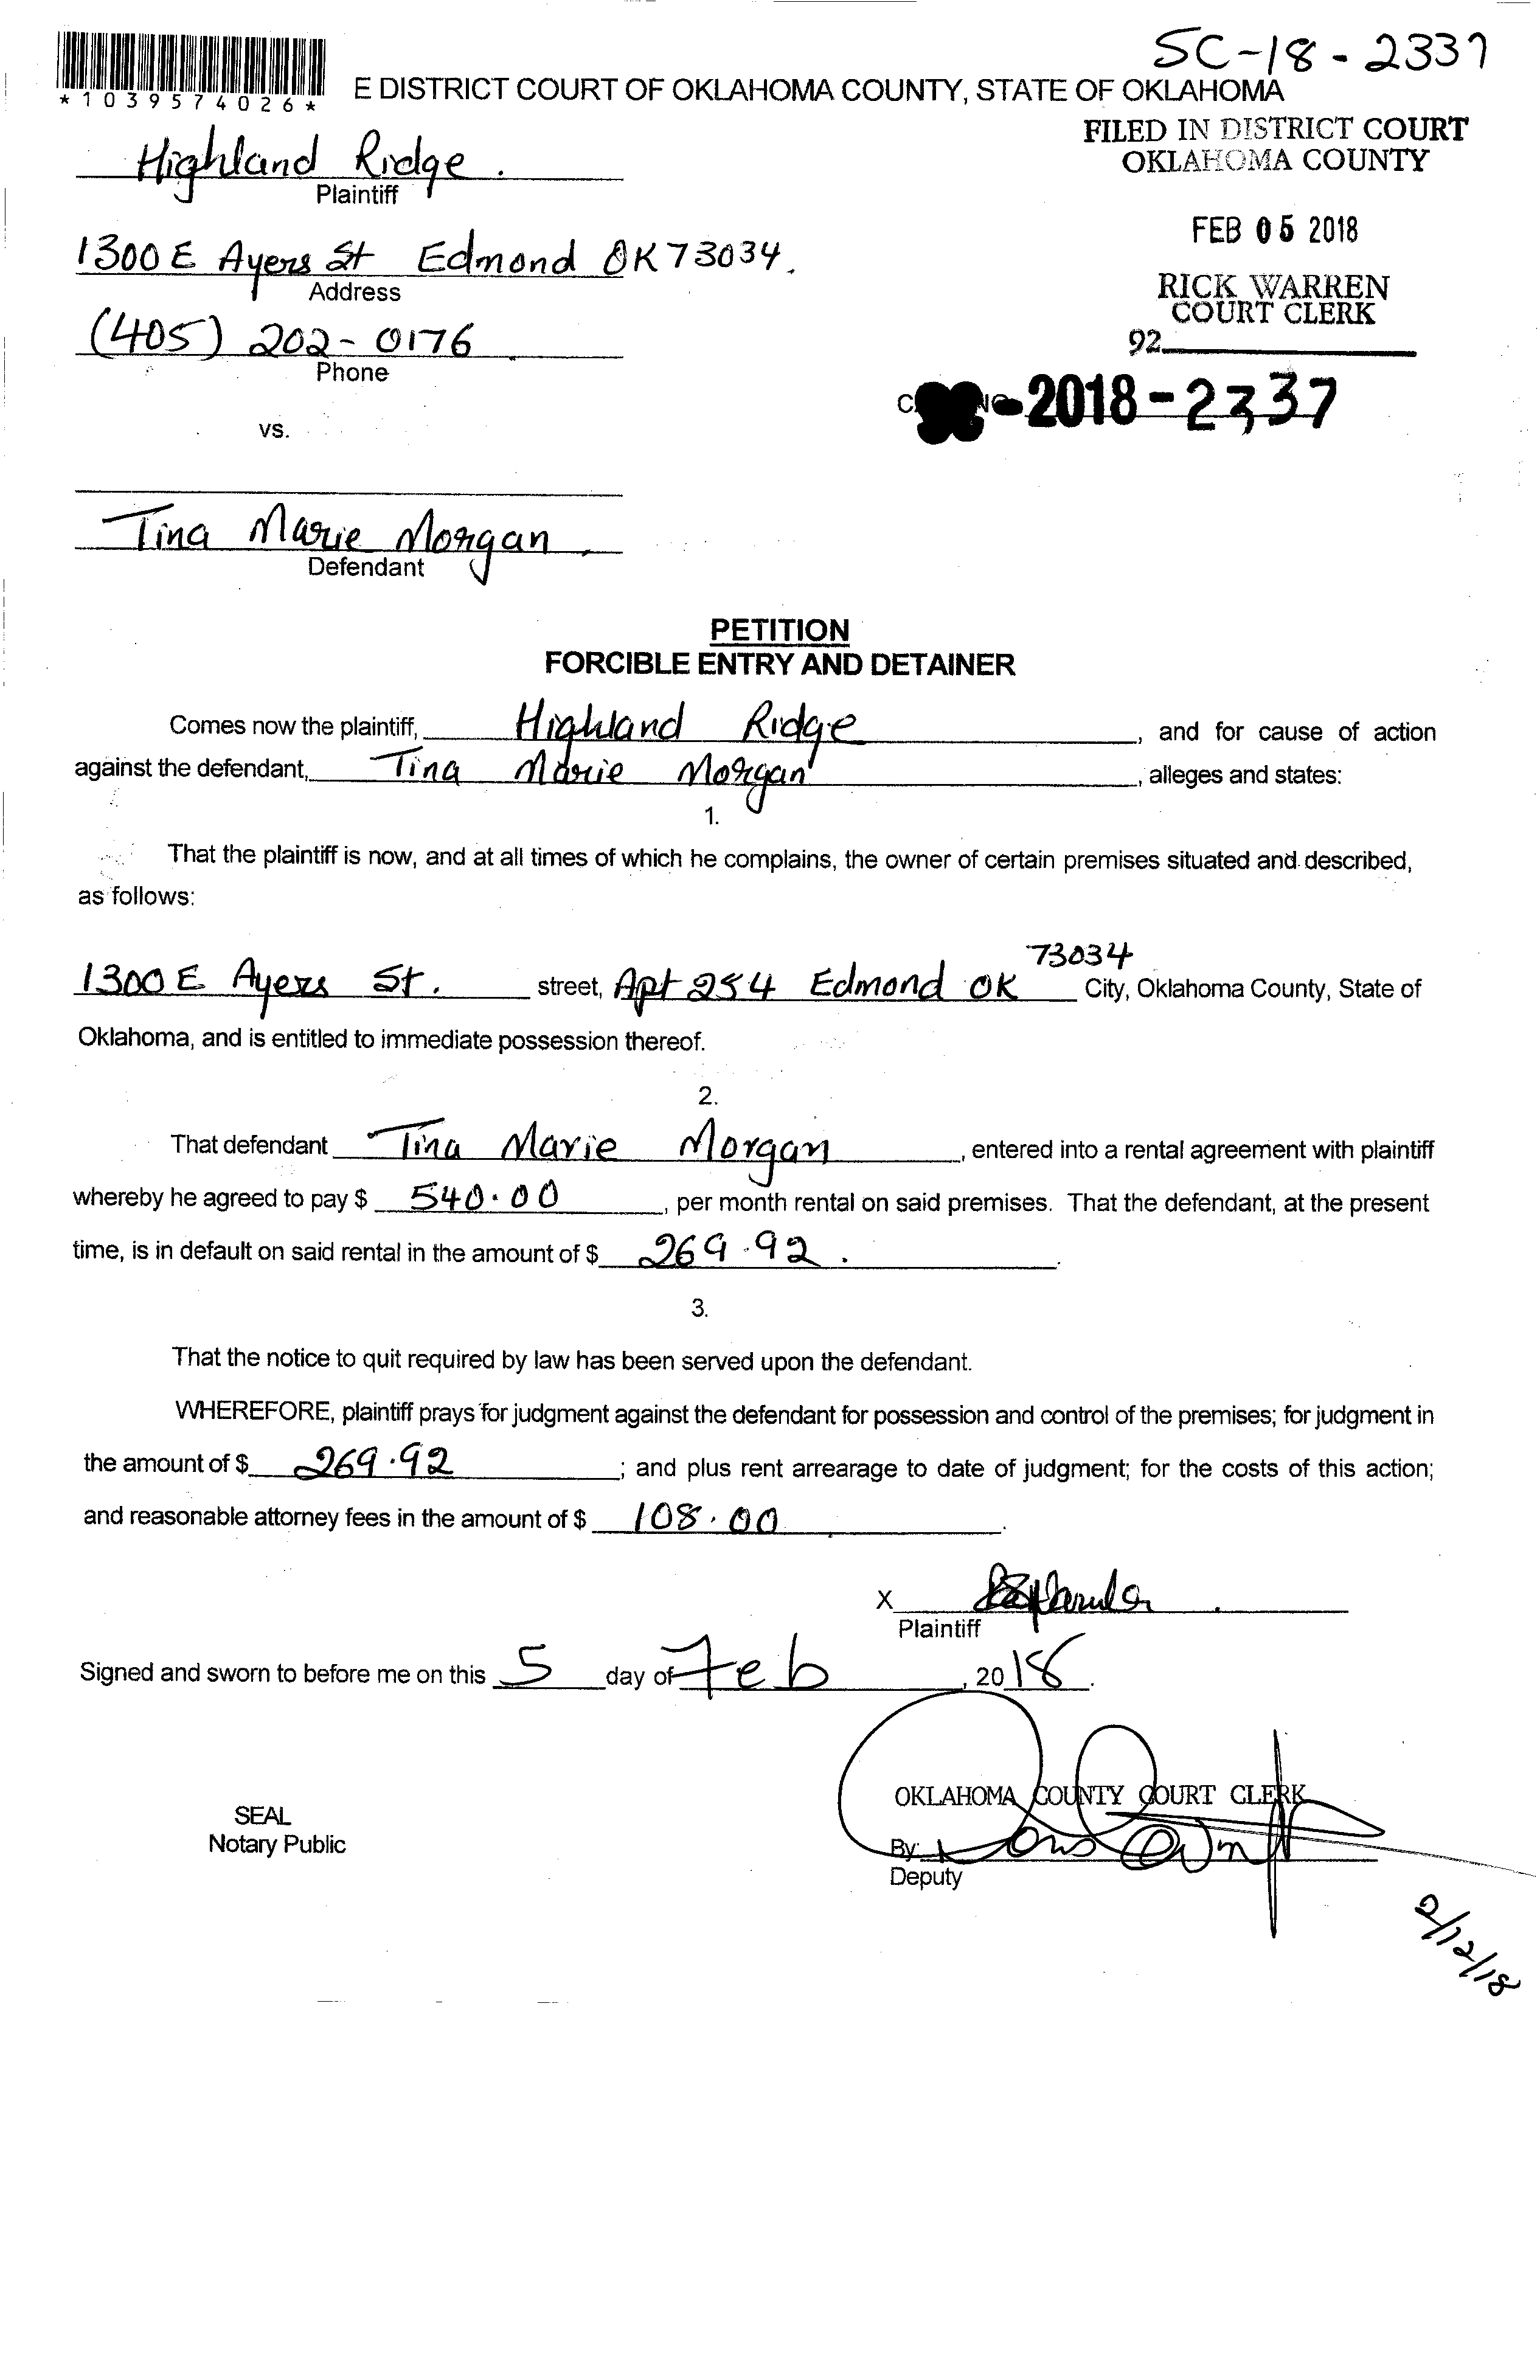 SC-18-2337
*1039574026*
E DISTRICT COURT OF OKLAHOMA COUNTY, STATE OF OKLAHOMA
FILED IN DISTRICT COURT
OKLAHOMA COUNTY
Highland Ridge.
Plaintiff
FEB 05 2018
1300 E Ayers St Edmond OK 73034.
Address
RICK WARREN
COURT CLERK
(405) 202-0176
Phone
92
-2018-2337
vs.
Tina Marie Morgan.
Defendant
PETITION
FORCIBLE ENTRY AND DETAINER
Comes now the plaintiff, Highland Ridge, and for cause of action
against the defendant, Tina Marie Morgan, alleges and states:
1.
That the plaintiff is now, and at all times of which he complains, the owner of certain premises situated and described,
as follows:
73034
1300 E Ayers St. street, Apt 254 Edmond OK City, Oklahoma County, State of
Oklahoma, and is entitled to immediate possession thereof.
2.
That defendant Tina Marie Morgan, entered into a rental agreement with plaintiff
whereby he agreed to pay $ 540.00, per month rental on said premises. That the defendant, at the present
time, is in default on said rental in the amount of $ 269.92.
3.
That the notice to quit required by law has been served upon the defendant.
WHEREFORE, plaintiff prays for judgment against the defendant for possession and control of the premises; for judgment in
the amount of $ 269.92; and plus rent arrearage to date of judgment; for the costs of this action;
and reasonable attorney fees in the amount of $ 108.00.
X
Plaintiff
Signed and sworn to before me on this 5 day of Feb, 2018.
OKLAHOMA COUNTY COURT CLERK
SEAL
Notary Public
By:
Deputy
2/12/18